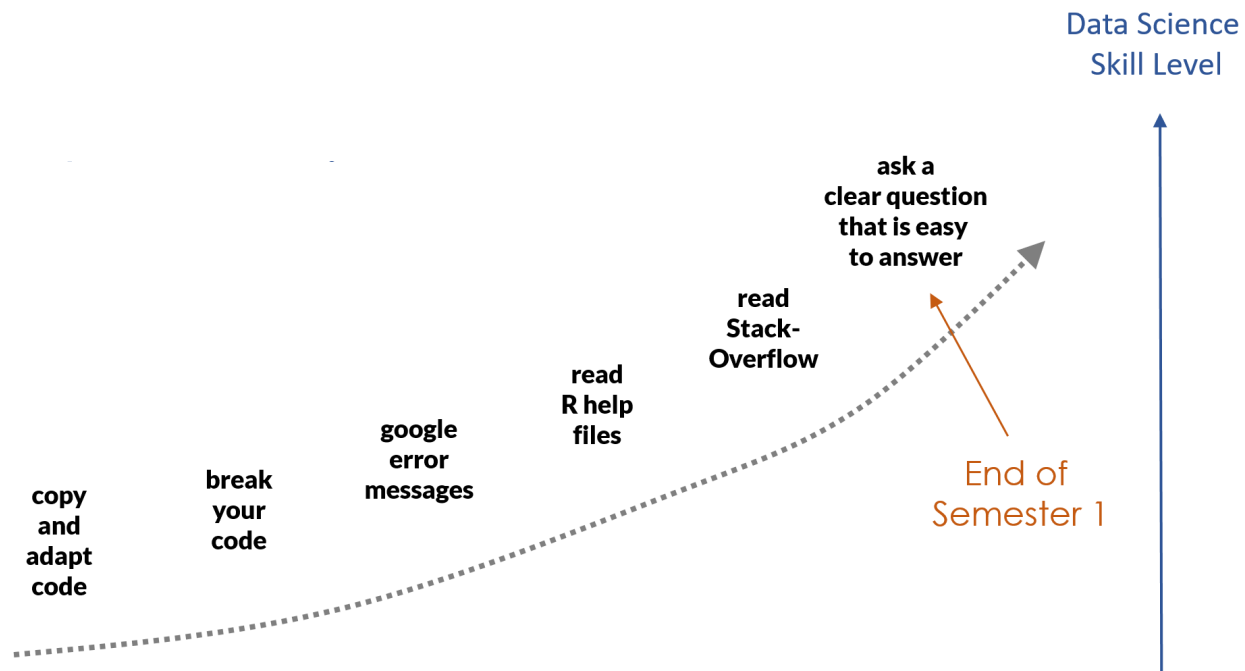 Data Science
Skill Level
ask a
clear question
that is easy
to answer
read
Stack-
Overflow
read
R help
files
google
error
messages
break
your
code
copy
and
adapt
code
End of
Semester 1